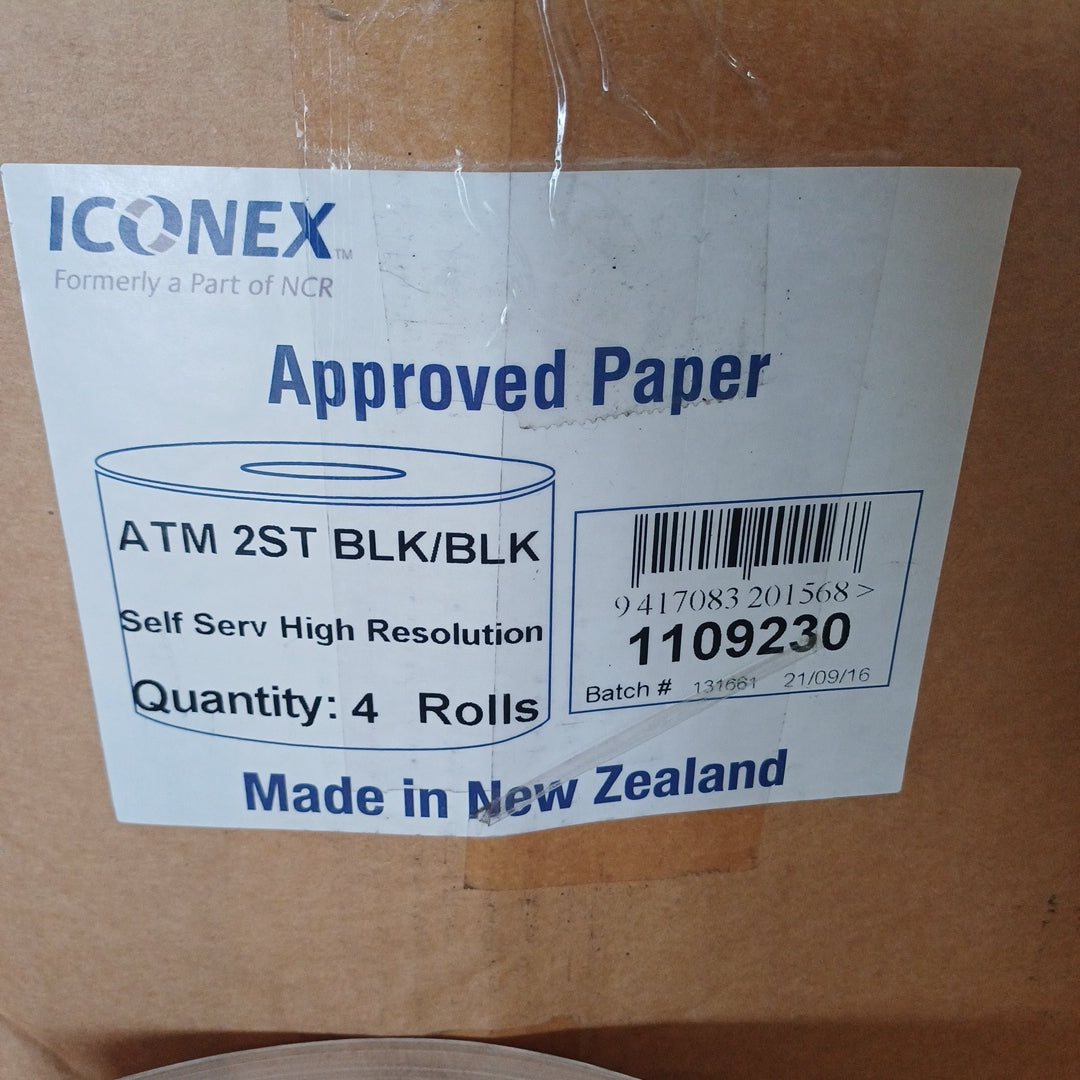 ICONEX™
Formerly a Part of NCR
Approved Paper
ATM 2ST BLK/BLK
Self Serv High Resolution
Quantity: 4 Rolls
9 417083 201568 >
1109230
Batch # 131661 21/09/16
Made in New Zealand